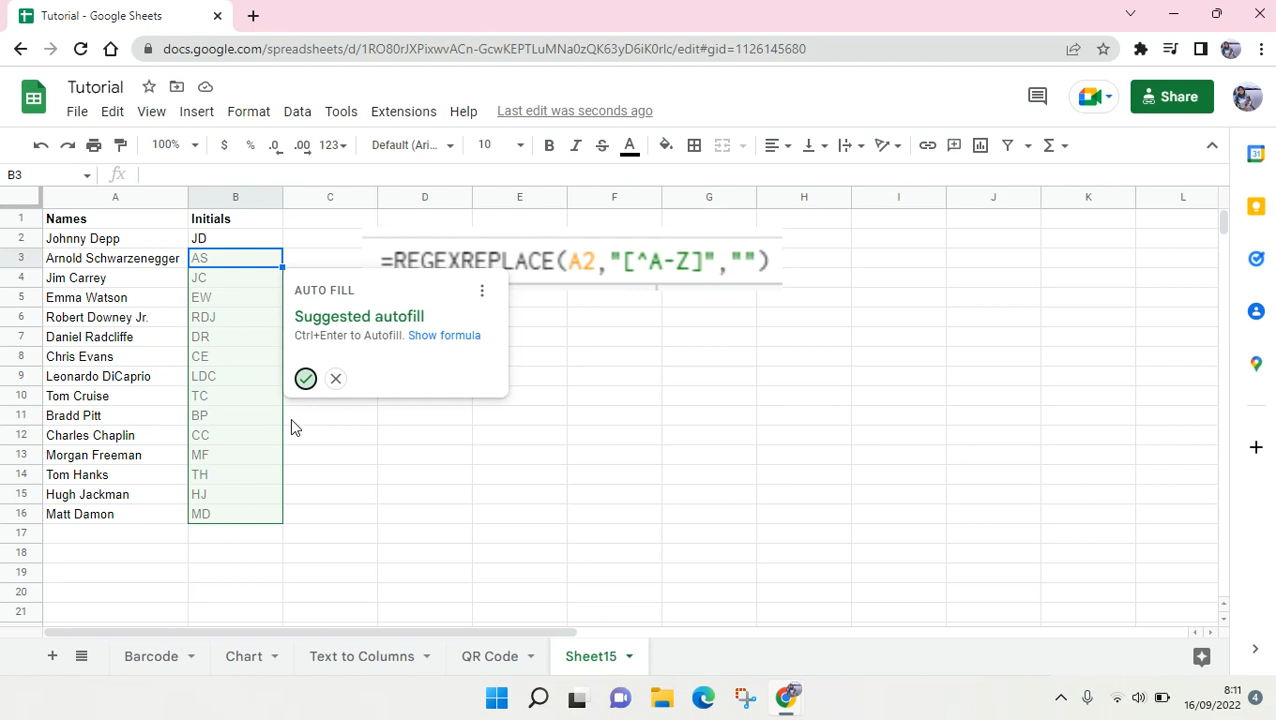 Tutorial - Google Sheets
docs.google.com/spreadsheets/d/1RO80rJXPixwvACn-GcwKEPTLuMNa0zQK63yD6iK0rlc/edit#gid=1126145680
Tutorial
File Edit View Insert Format Data Tools Extensions Help Last edit was seconds ago
Share
100% $ % .0 .00 123 Default (Ari... 10 B I S A
B3 fx
A B C D E F G H I J K L
1 Names Initials
2 Johnny Depp JD
3 Arnold Schwarzenegger AS
=REGEXREPLACE(A2,"[^A-Z]","")
4 Jim Carrey JC
5 Emma Watson EW
6 Robert Downey Jr. RDJ
7 Daniel Radcliffe DR
8 Chris Evans CE
9 Leonardo DiCaprio LDC
10 Tom Cruise TC
11 Bradd Pitt BP
12 Charles Chaplin CC
13 Morgan Freeman MF
14 Tom Hanks TH
15 Hugh Jackman HJ
16 Matt Damon MD
17
18
19
20
21
AUTO FILL
Suggested autofill
Ctrl+Enter to Autofill. Show formula
31
Barcode Chart Text to Columns QR Code Sheet15
8:11
16/09/2022 4